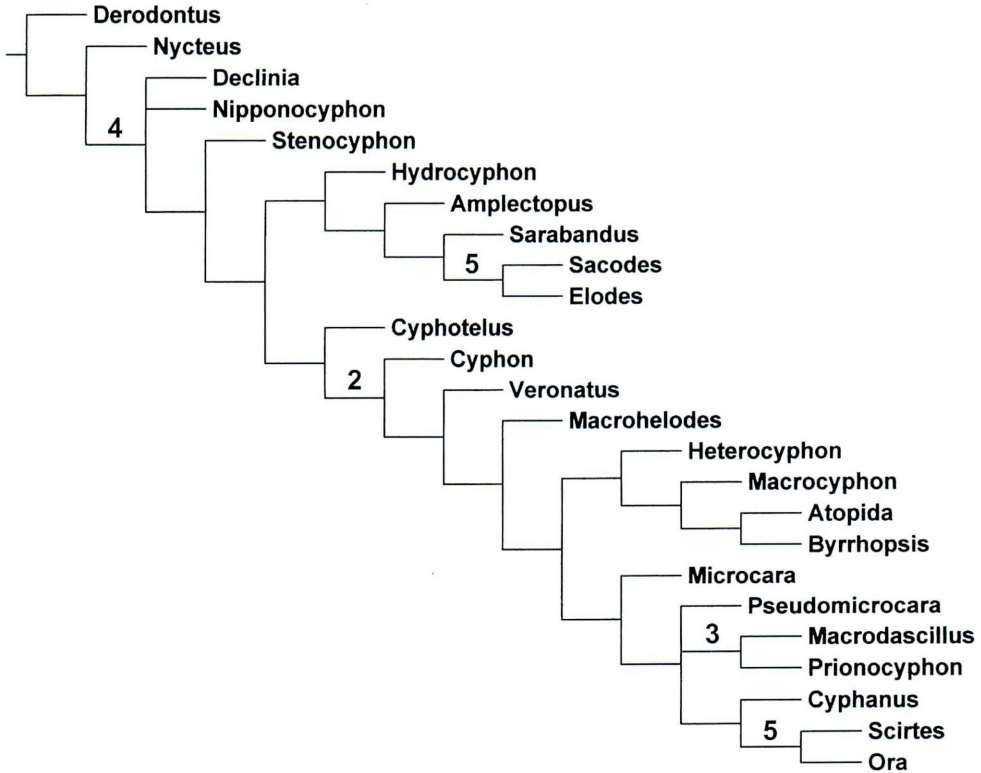 Derodontus
Nycteus
Declinia
Nipponocyphon
4
Stenocyphon
Hydrocyphon
Amplectopus
Sarabandus
5
Sacodes
Elodes
Cyphotelus
Cyphon
2
Veronatus
Macrohelodes
Heterocyphon
Macrocyphon
Atopida
Byrrhopsis
Microcara
Pseudomicrocara
3
Macrodascillus
Prionocyphon
Cyphanus
5
Scirtes
Ora